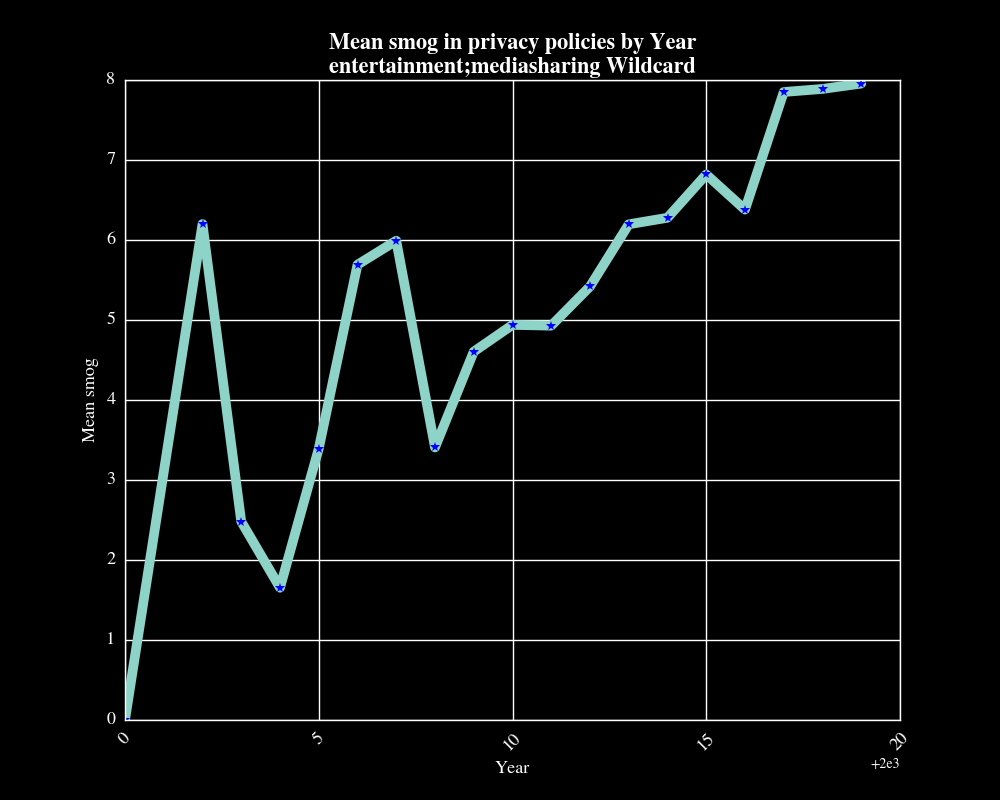 Mean smog in privacy policies by Year
entertainment;mediasharing Wildcard
8
7
6
5
4
3
2
1
0
Mean smog
0 5 10 15 20
Year
+2e3